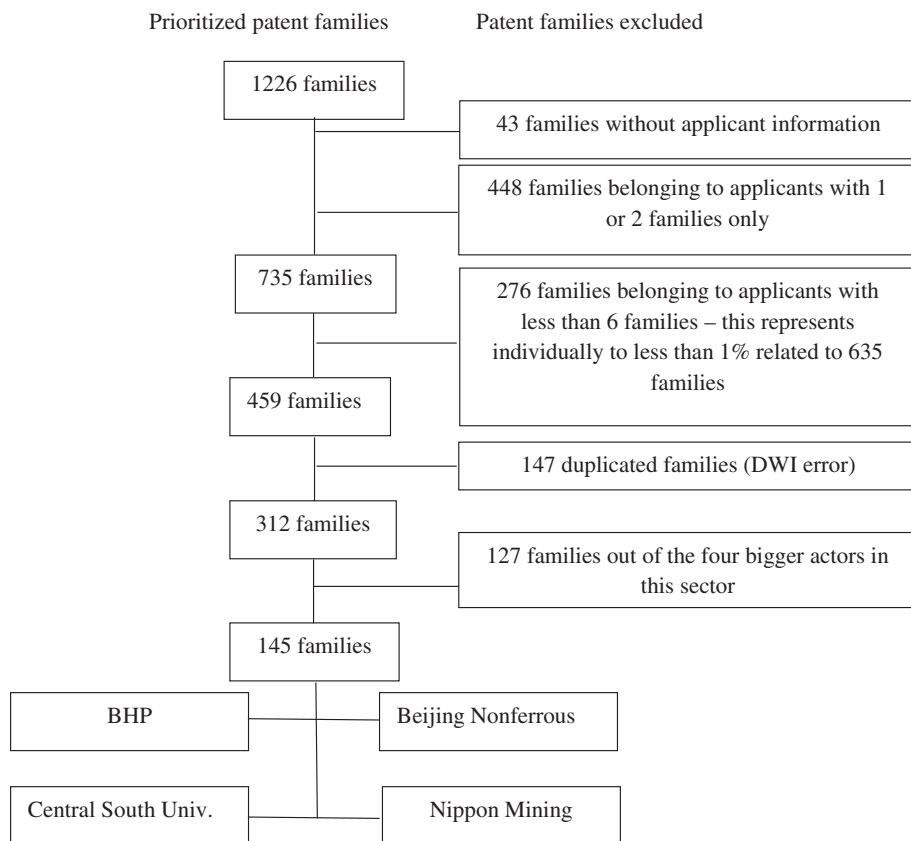 Prioritized patent families
Patent families excluded
1226 families
43 families without applicant information
448 families belonging to applicants with 1
or 2 families only
735 families
276 families belonging to applicants with
less than 6 families – this represents
individually to less than 1% related to 635
families
459 families
147 duplicated families (DWI error)
312 families
127 families out of the four bigger actors in
this sector
145 families
BHP
Beijing Nonferrous
Central South Univ.
Nippon Mining